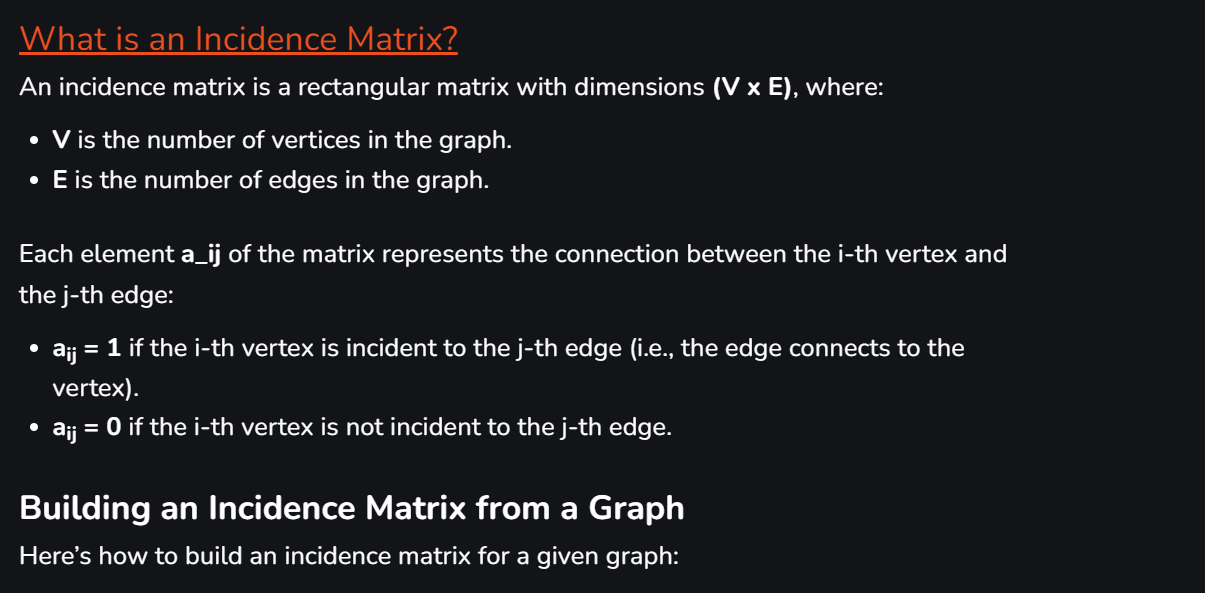 What is an Incidence Matrix?
An incidence matrix is a rectangular matrix with dimensions (V x E), where:
• V is the number of vertices in the graph.
• E is the number of edges in the graph.
Each element a_ij of the matrix represents the connection between the i-th vertex and
the j-th edge:
• aij = 1 if the i-th vertex is incident to the j-th edge (i.e., the edge connects to the
vertex).
• aij = 0 if the i-th vertex is not incident to the j-th edge.
Building an Incidence Matrix from a Graph
Here’s how to build an incidence matrix for a given graph: